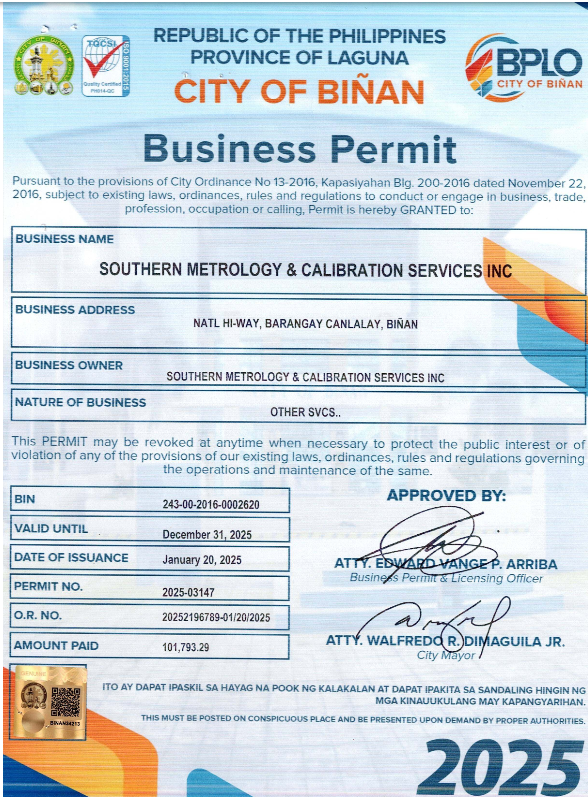 REPUBLIC OF THE PHILIPPINES
PROVINCE OF LAGUNA
CITY OF BIÑAN
TQCSI
ISO 9001:2015
Quality Certified
BPLO
CITY OF BIÑAN
Business Permit
Pursuant to the provisions of City Ordinance No 13-2016, Kapasiyahan Blg. 200-2016 dated November 22,
2016, subject to existing laws, ordinances, rules and regulations to conduct or engage in business, trade,
profession, occupation or calling, Permit is hereby GRANTED to:
BUSINESS NAME
SOUTHERN METROLOGY & CALIBRATION SERVICES INC
BUSINESS ADDRESS
NATL HI-WAY, BARANGAY CANLALAY, BIÑAN
BUSINESS OWNER
SOUTHERN METROLOGY & CALIBRATION SERVICES INC
NATURE OF BUSINESS
OTHER SVCS..
This PERMIT may be revoked at anytime when necessary to protect the public interest or of
violation of any of the provisions of our existing laws, ordinances, rules and regulations governing
the operations and maintenance of the same.
BIN 243-00-2016-0002620
VALID UNTIL December 31, 2025
DATE OF ISSUANCE January 20, 2025
PERMIT NO. 2025-03147
O.R. NO. 20252196789-01/20/2025
AMOUNT PAID 101,793.29
APPROVED BY:
ATTY. EDWARD VANGE P. ARRIBA
Business Permit & Licensing Officer
ATTY. WALFREDO R. DIMAGUILA JR.
City Mayor
ITO AY DAPAT IPASKIL SA HAYAG NA POOK NG KALAKALAN AT DAPAT IPAKITA SA SANDALING HINGIN NG
MGA KINAUUKULANG MAY KAPANGYARIHAN.
THIS MUST BE POSTED ON CONSPICUOUS PLACE AND BE PRESENTED UPON DEMAND BY PROPER AUTHORITIES.
2025